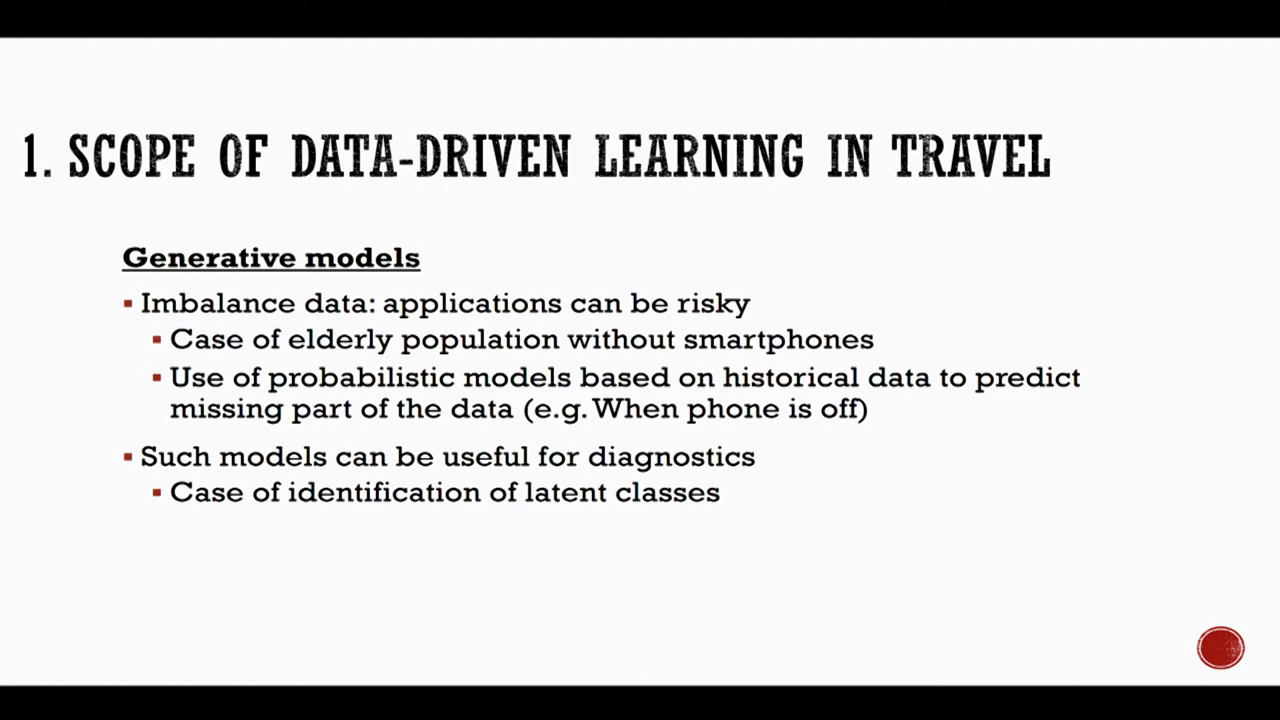 1. SCOPE OF DATA-DRIVEN LEARNING IN TRAVEL
Generative models
Imbalance data: applications can be risky
Case of elderly population without smartphones
Use of probabilistic models based on historical data to predict
missing part of the data (e.g. When phone is off)
Such models can be useful for diagnostics
Case of identification of latent classes